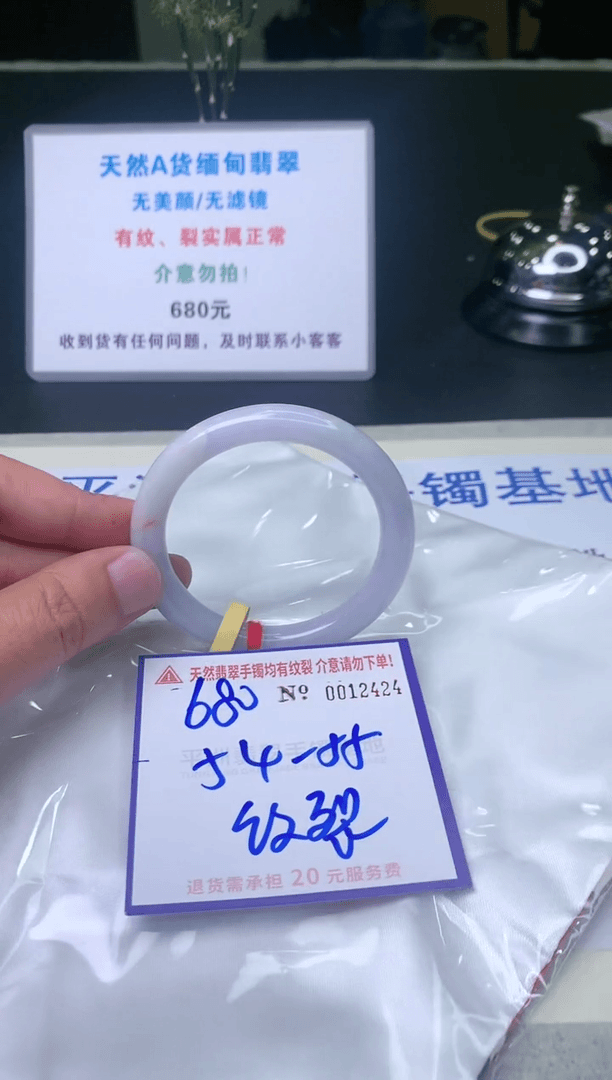 天然A货缅甸翡翠
无美颜/无滤镜
有纹、裂实属正常
介意勿拍!
680元
收到货有任何问题，及时联系小客客
镯基地
天然翡翠手镯均有纹裂 介意请勿下单!
680 Nº 0012424
54-55
纹裂
退货需承担 20 元服务费